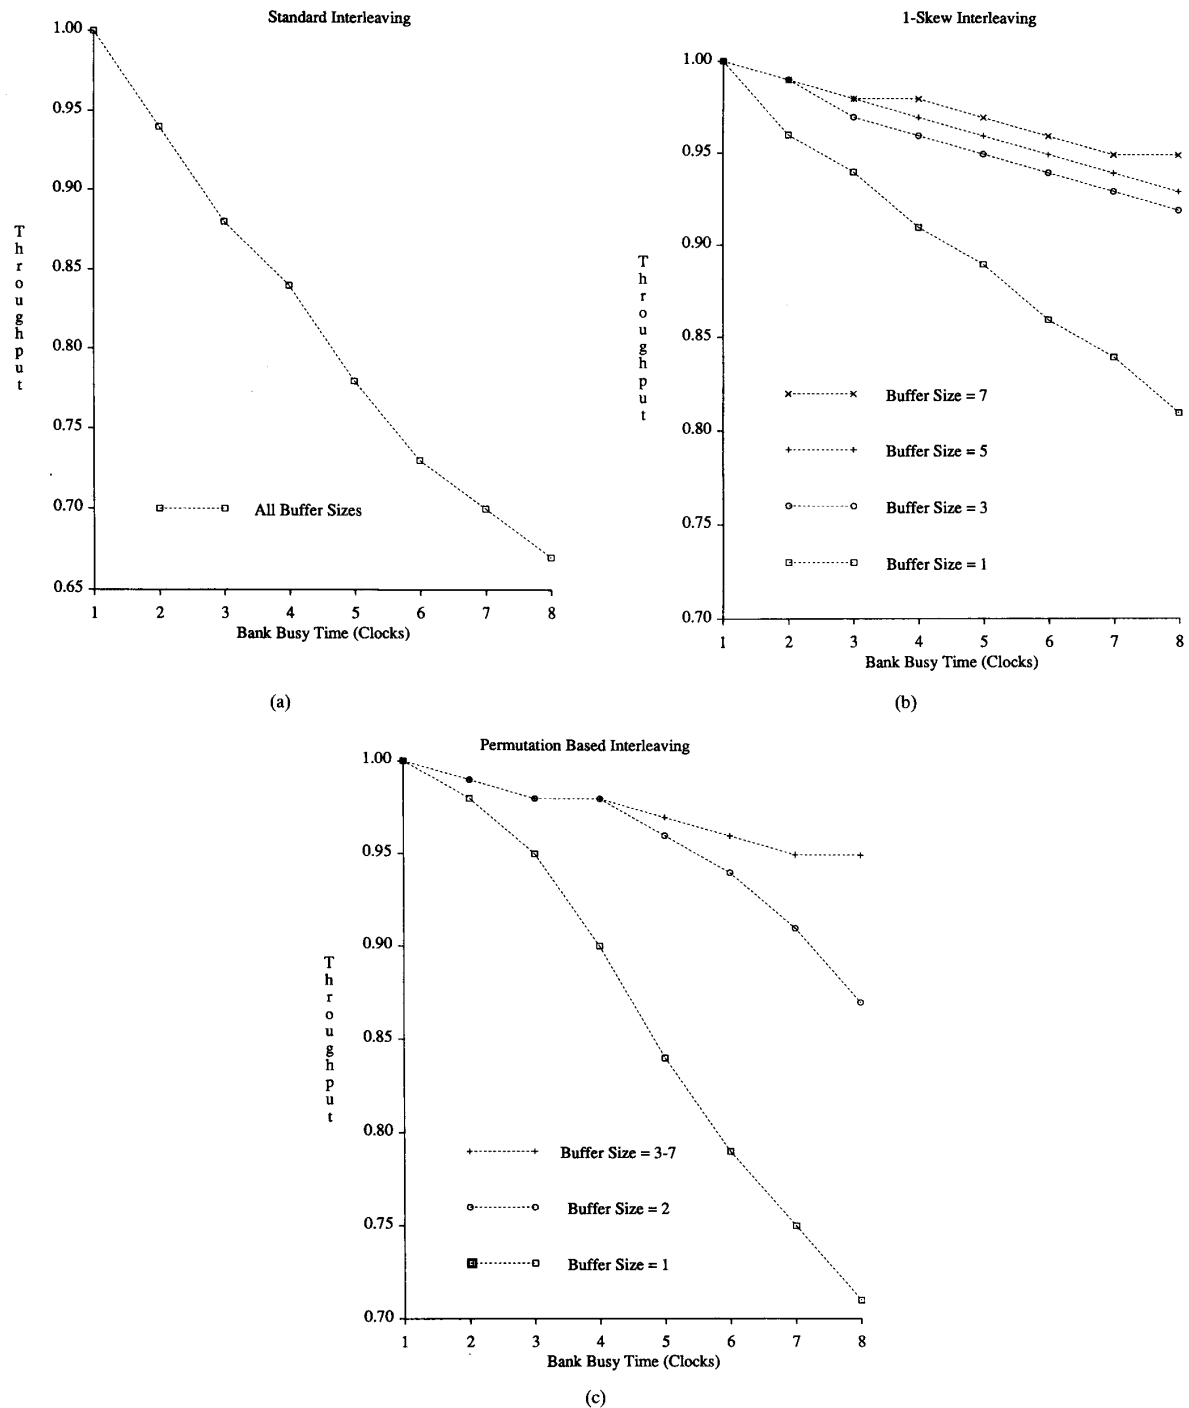 Standard Interleaving
1.00
0.95
0.90
0.85
0.80
0.75
0.70
0.65
Throughput
All Buffer Sizes
1 2 3 4 5 6 7 8
Bank Busy Time (Clocks)
(a)
1-Skew Interleaving
1.00
0.95
0.90
0.85
0.80
0.75
0.70
Throughput
Buffer Size = 7
Buffer Size = 5
Buffer Size = 3
Buffer Size = 1
1 2 3 4 5 6 7 8
Bank Busy Time (Clocks)
(b)
Permutation Based Interleaving
1.00
0.95
0.90
0.85
0.80
0.75
0.70
Throughput
Buffer Size = 3-7
Buffer Size = 2
Buffer Size = 1
1 2 3 4 5 6 7 8
Bank Busy Time (Clocks)
(c)